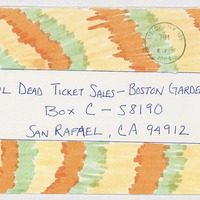 L DEAD TICKET SALES - BOSTON GARDE
BOX C - S8190
SAN RAFAEL, CA 94912